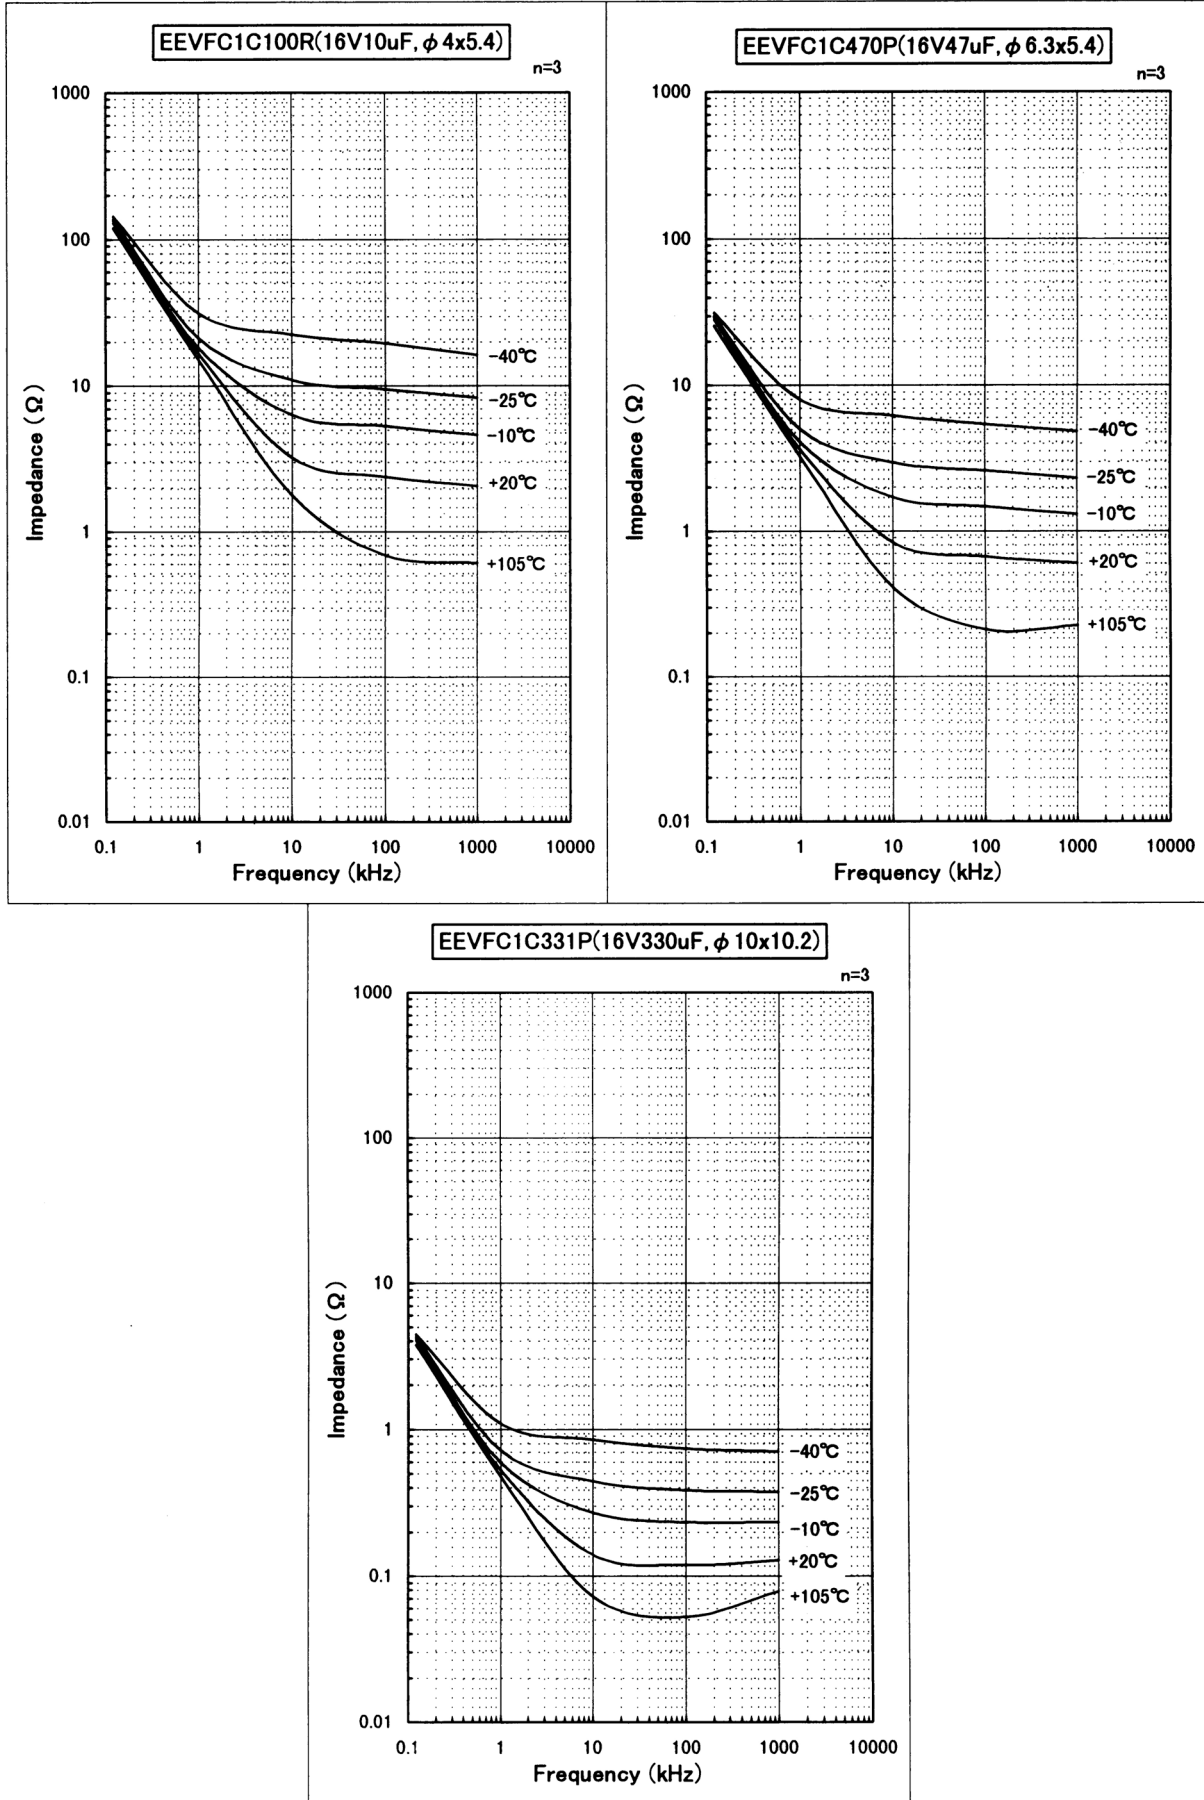 EEVFC1C100R(16V10uF, φ 4x5.4)
n=3
1000
100
10
1
0.1
0.01
Impedance (Ω)
-40℃
-25℃
-10℃
+20℃
+105℃
0.1 1 10 100 1000 10000
Frequency (kHz)
EEVFC1C470P(16V47uF, φ 6.3x5.4)
n=3
1000
100
10
1
0.1
0.01
Impedance (Ω)
-40℃
-25℃
-10℃
+20℃
+105℃
0.1 1 10 100 1000 10000
Frequency (kHz)
EEVFC1C331P(16V330uF, φ 10x10.2)
n=3
1000
100
10
1
0.1
0.01
Impedance (Ω)
-40℃
-25℃
-10℃
+20℃
+105℃
0.1 1 10 100 1000 10000
Frequency (kHz)